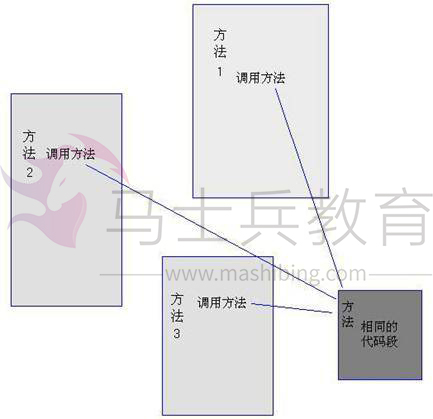 方法1
调用方法
方法2
调用方法
马士兵教育
www.mashibing.com
方法3
调用方法
方法
相同的
代码段